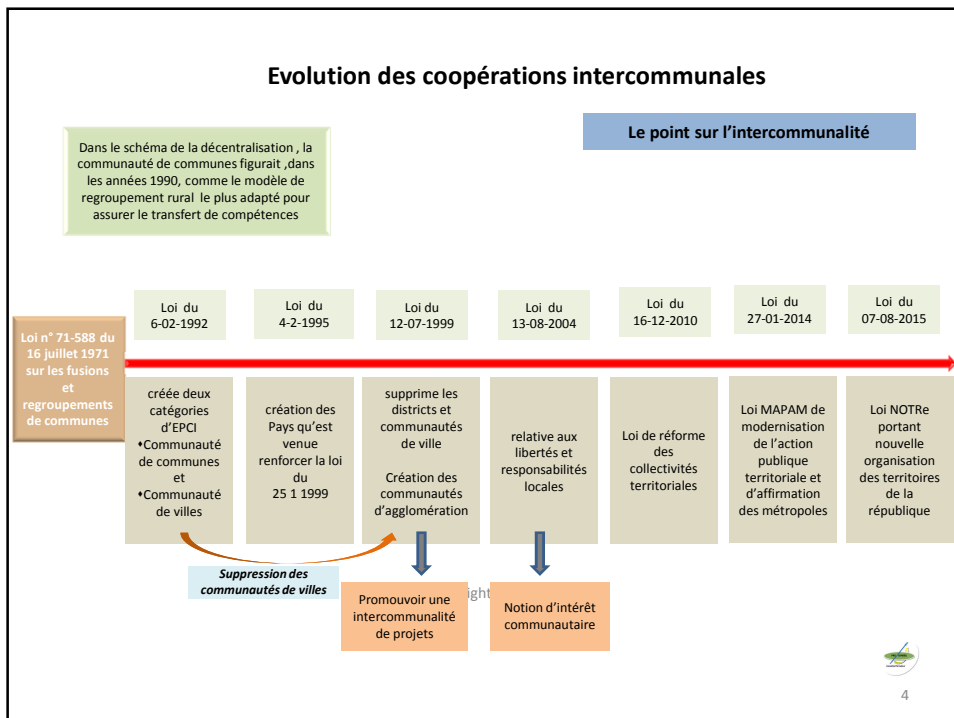 Evolution des coopérations intercommunales
Le point sur l'intercommunalité
Dans le schéma de la décentralisation , la
communauté de communes figurait ,dans
les années 1990, comme le modèle de
regroupement rural le plus adapté pour
assurer le transfert de compétences
Loi n° 71-588 du
16 juillet 1971
sur les fusions
et
regroupements
de communes
Loi du
6-02-1992
Loi du
4-2-1995
Loi du
12-07-1999
Loi du
13-08-2004
Loi du
16-12-2010
Loi du
27-01-2014
Loi du
07-08-2015
créée deux
catégories
d'EPCI
♦Communauté
de communes
et
♦Communauté
de villes
création des
Pays qu'est
venue
renforcer la loi
du
25 1 1999
supprime les
districts et
communautés
de ville
Création des
communautés
d'agglomération
relative aux
libertés et
responsabilités
locales
Loi de réforme
des
collectivités
territoriales
Loi MAPAM de
modernisation
de l'action
publique
territoriale et
d'affirmation
des métropoles
Loi NOTRe
portant
nouvelle
organisation
des territoires
de la
république
Suppression des
communautés de villes
Promouvoir une
intercommunalité
de projets
ight
Notion d'intérêt
communautaire
4